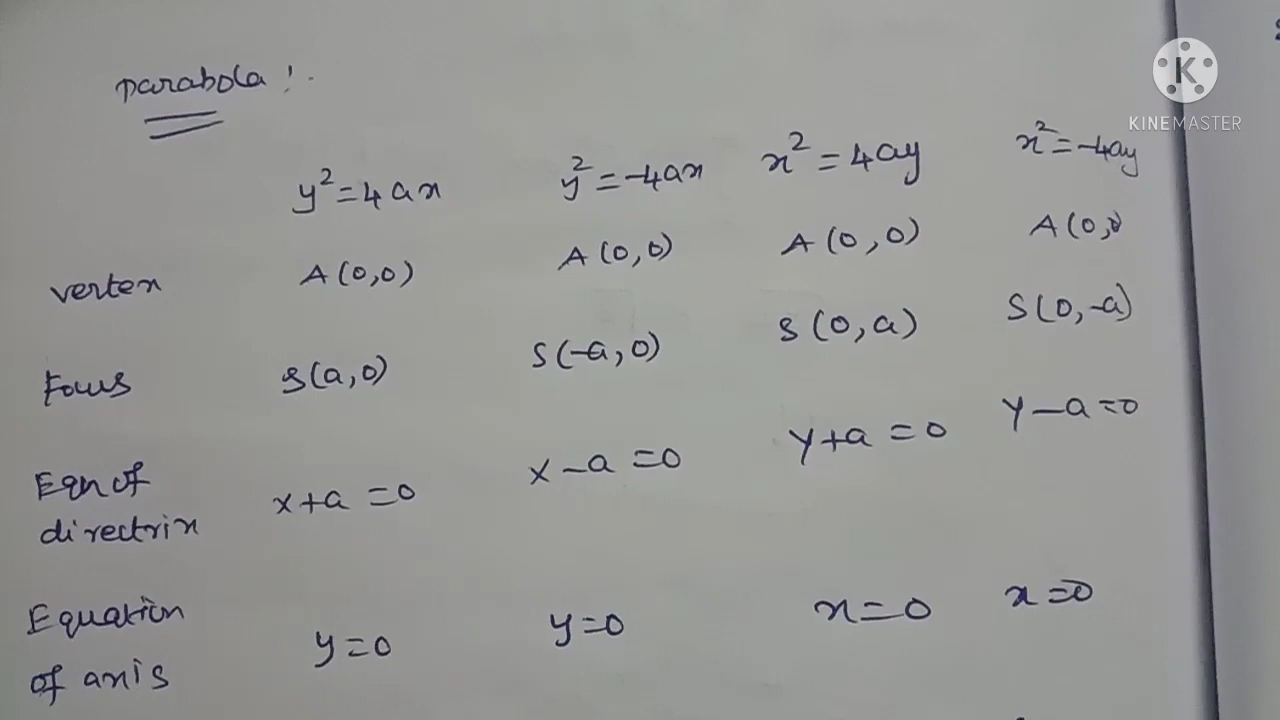 parabola :.
KINEMASTER
y²=4ax y²=-4ax x²=4ay x²=-4ay
vertex A(0,0) A(0,0) A(0,0) A(0,0)
Focus S(a,0) S(-a,0) S(0,a) S(0,-a)
Eqn of
directrix x+a=0 x-a=0 y+a=0 y-a=0
Equation
of axis y=0 y=0 x=0 x=0